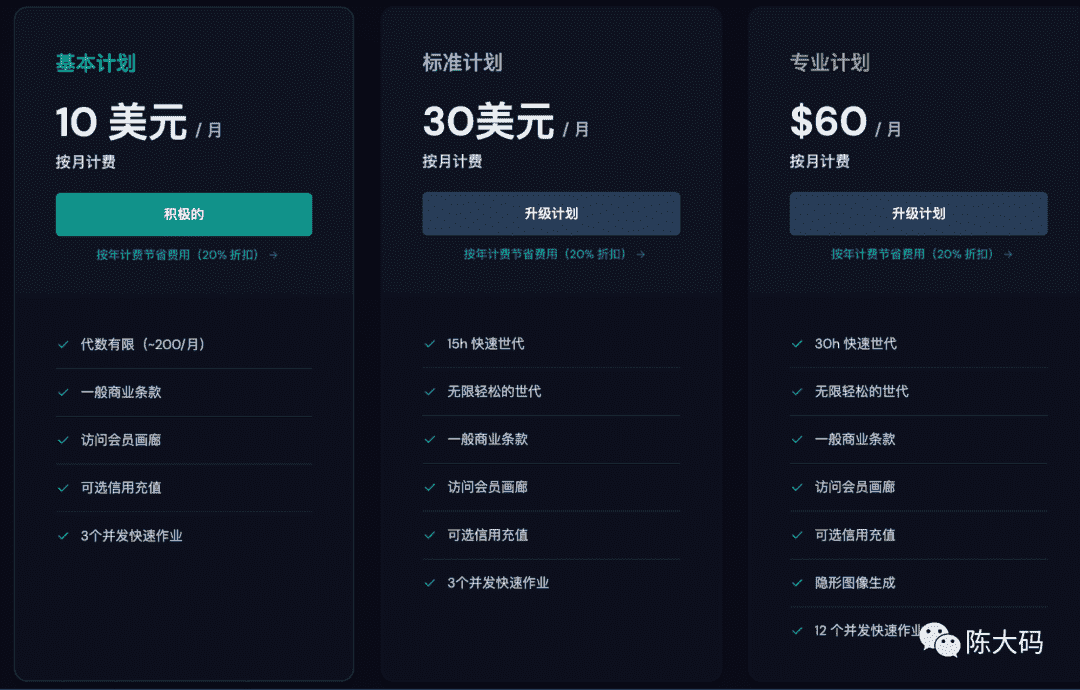 基本计划
10 美元 / 月
按月计费
积极的
按年计费节省费用（20% 折扣） →
代数有限（~200/月）
一般商业条款
访问会员画廊
可选信用充值
3个并发快速作业
标准计划
30美元 / 月
按月计费
升级计划
按年计费节省费用（20% 折扣） →
15h 快速世代
无限轻松的世代
一般商业条款
访问会员画廊
可选信用充值
3个并发快速作业
专业计划
$60 / 月
按月计费
升级计划
按年计费节省费用（20% 折扣） →
30h 快速世代
无限轻松的世代
一般商业条款
访问会员画廊
可选信用充值
隐形图像生成
12 个并发快速作业
陈大码